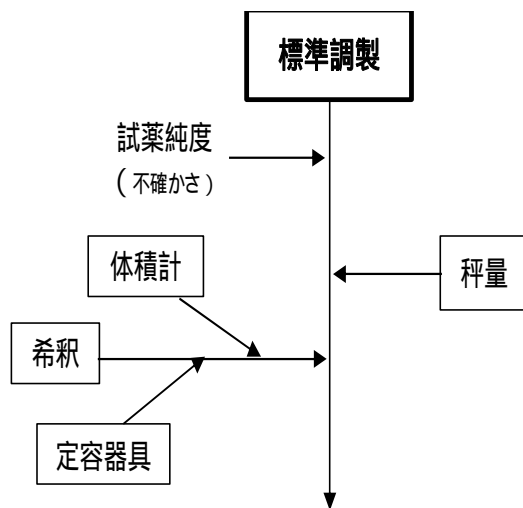 標準調製
試薬純度
(不確かさ)
体積計
秤量
希釈
定容器具